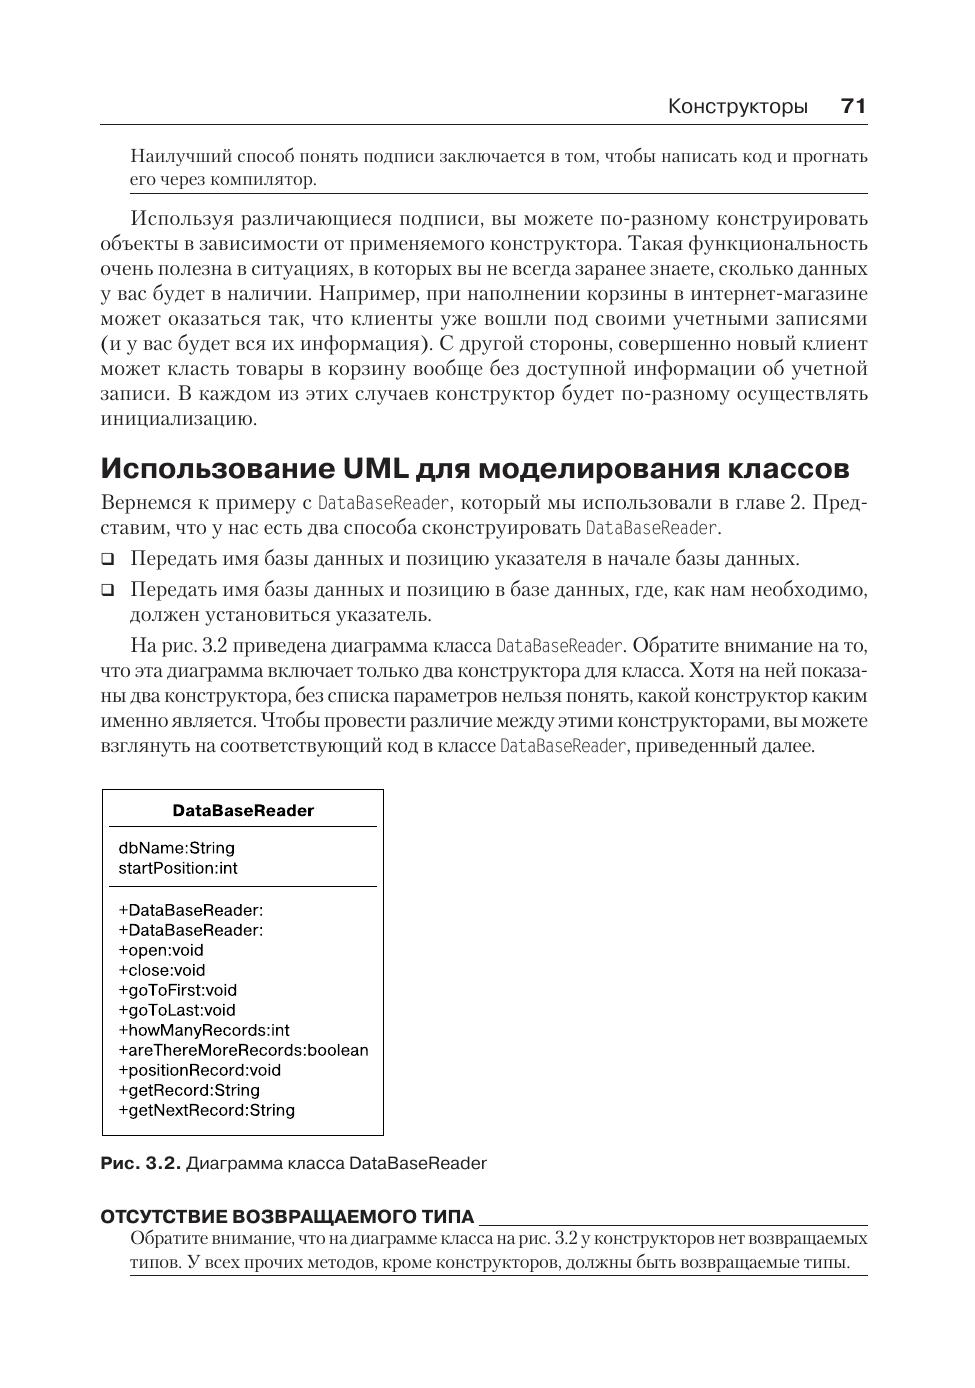 Конструкторы 71
Наилучший способ понять подписи заключается в том, чтобы написать код и прогнать
его через компилятор.
Используя различающиеся подписи, вы можете по-разному конструировать
объекты в зависимости от применяемого конструктора. Такая функциональность
очень полезна в ситуациях, в которых вы не всегда заранее знаете, сколько данных
у вас будет в наличии. Например, при наполнении корзины в интернет-магазине
может оказаться так, что клиенты уже вошли под своими учетными записями
(и у вас будет вся их информация). С другой стороны, совершенно новый клиент
может класть товары в корзину вообще без доступной информации об учетной
записи. В каждом из этих случаев конструктор будет по-разному осуществлять
инициализацию.
Использование UML для моделирования классов
Вернемся к примеру с DataBaseReader, который мы использовали в главе 2. Пред-
ставим, что у нас есть два способа сконструировать DataBaseReader.
❑ Передать имя базы данных и позицию указателя в начале базы данных.
❑ Передать имя базы данных и позицию в базе данных, где, как нам необходимо,
должен установиться указатель.
На рис. 3.2 приведена диаграмма класса DataBaseReader. Обратите внимание на то,
что эта диаграмма включает только два конструктора для класса. Хотя на ней показа-
ны два конструктора, без списка параметров нельзя понять, какой конструктор каким
именно является. Чтобы провести различие между этими конструкторами, вы можете
взглянуть на соответствующий код в классе DataBaseReader, приведенный далее.
DataBaseReader
dbName:String
startPosition:int
+DataBaseReader:
+DataBaseReader:
+open:void
+close:void
+goToFirst:void
+goToLast:void
+howManyRecords:int
+areThereMoreRecords:boolean
+positionRecord:void
+getRecord:String
+getNextRecord:String
Рис. 3.2. Диаграмма класса DataBaseReader
ОТСУТСТВИЕ ВОЗВРАЩАЕМОГО ТИПА
Обратите внимание, что на диаграмме класса на рис. 3.2 у конструкторов нет возвращаемых
типов. У всех прочих методов, кроме конструкторов, должны быть возвращаемые типы.